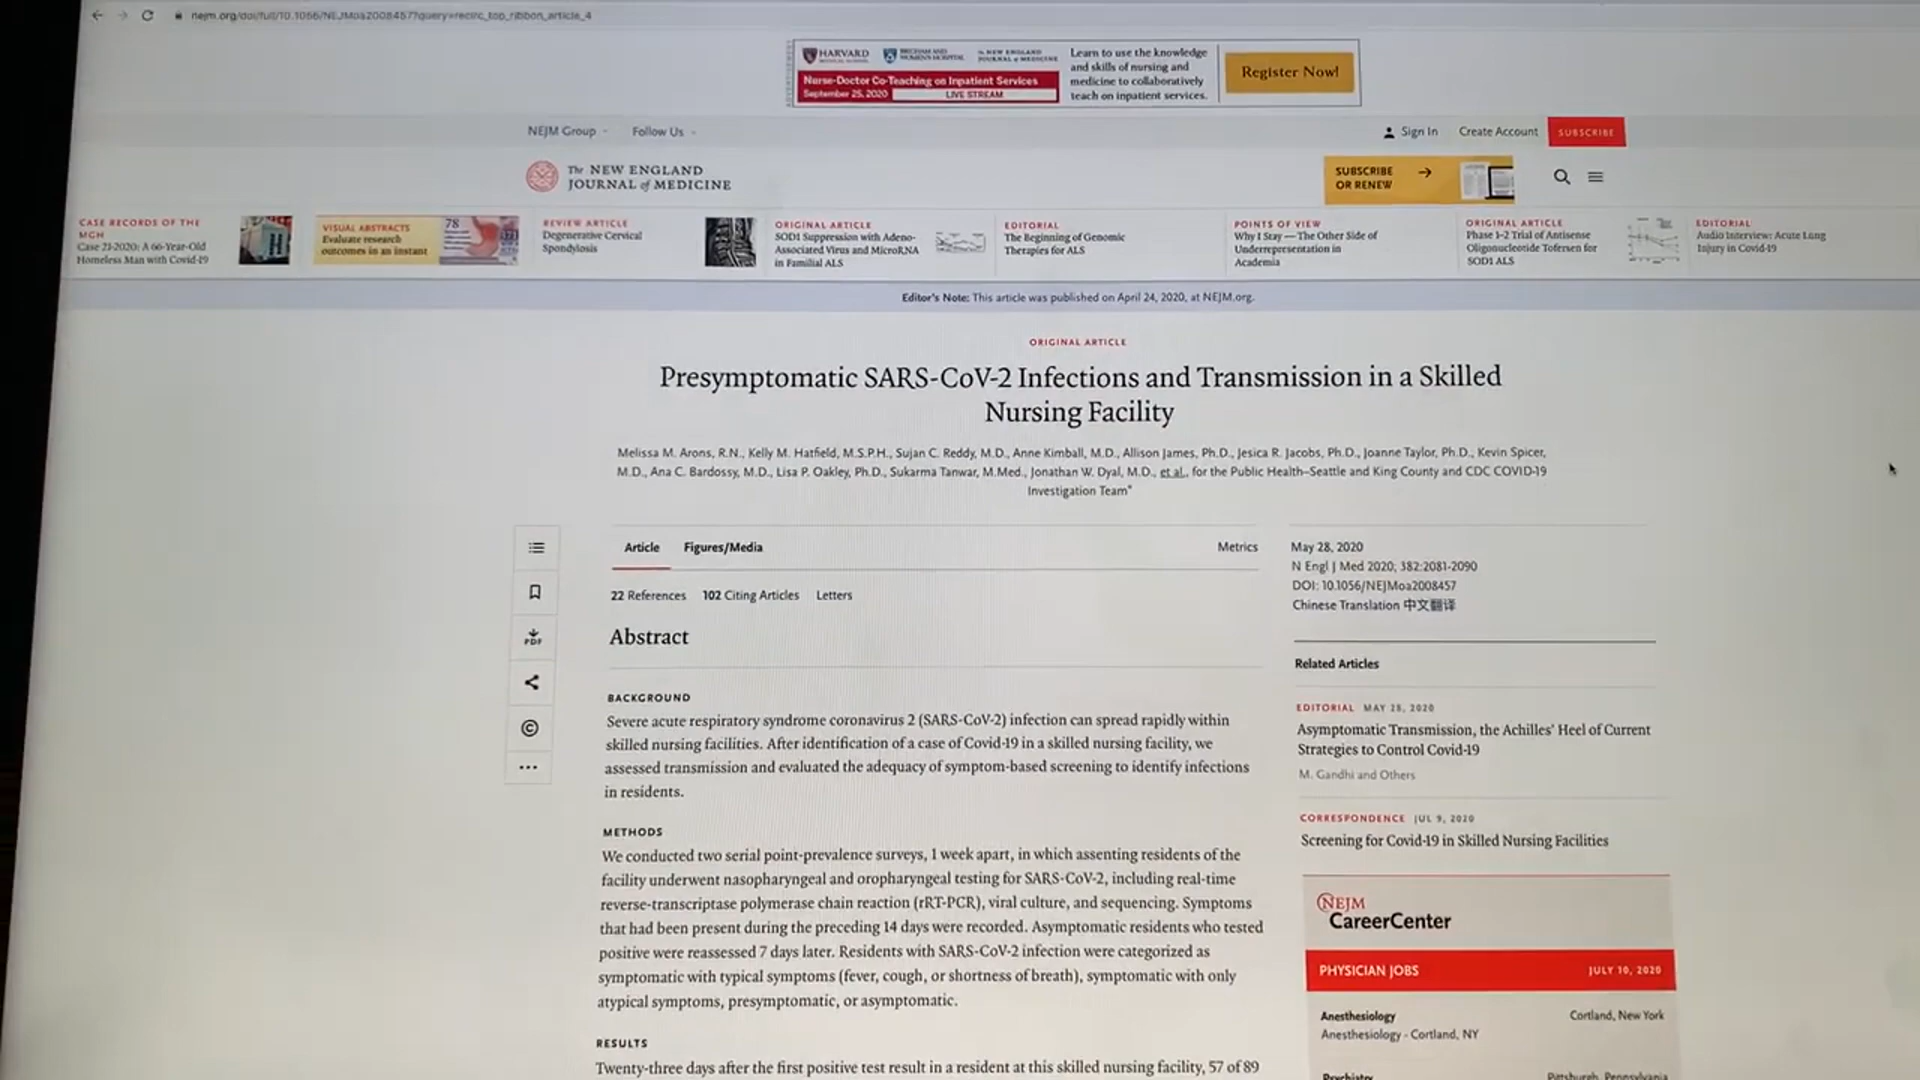 nejm.org/doi/full/10.1056/NEJMoa2008457?query=recirc_top_ribbon_article_4
HARVARD
THE NEW ENGLAND
JOURNAL of MEDICINE
Nurse-Doctor Co-Teaching on Inpatient Services
September 25, 2020 LIVE STREAM
Learn to use the knowledge
and skills of nursing and
medicine to collaboratively
teach on inpatient services.
Register Now!
NEJM Group Follow Us
Sign In Create Account SUBSCRIBE
The NEW ENGLAND
JOURNAL of MEDICINE
SUBSCRIBE
OR RENEW
CASE RECORDS OF THE
MGH
Case 21-2020: A 66-Year-Old
Homeless Man with Covid-19
VISUAL ABSTRACTS
Evaluate research
outcomes in an instant
78
REVIEW ARTICLE
Degenerative Cervical
Spondylosis
ORIGINAL ARTICLE
SOD1 Suppression with Adeno-
Associated Virus and MicroRNA
in Familial ALS
EDITORIAL
The Beginning of Genomic
Therapies for ALS
POINTS OF VIEW
Why I Stay — The Other Side of
Underrepresentation in
Academia
ORIGINAL ARTICLE
Phase 1–2 Trial of Antisense
Oligonucleotide Tofersen for
SOD1 ALS
EDITORIAL
Audio Interview: Acute Lung
Injury in Covid-19
Editor's Note: This article was published on April 24, 2020, at NEJM.org.
ORIGINAL ARTICLE
Presymptomatic SARS-CoV-2 Infections and Transmission in a Skilled
Nursing Facility
Melissa M. Arons, R.N., Kelly M. Hatfield, M.S.P.H., Sujan C. Reddy, M.D., Anne Kimball, M.D., Allison James, Ph.D., Jesica R. Jacobs, Ph.D., Joanne Taylor, Ph.D., Kevin Spicer,
M.D., Ana C. Bardossy, M.D., Lisa P. Oakley, Ph.D., Sukarma Tanwar, M.Med., Jonathan W. Dyal, M.D., et al., for the Public Health–Seattle and King County and CDC COVID-19
Investigation Team*
Article Figures/Media Metrics
22 References 102 Citing Articles Letters
PDF
Abstract
BACKGROUND
Severe acute respiratory syndrome coronavirus 2 (SARS-CoV-2) infection can spread rapidly within
skilled nursing facilities. After identification of a case of Covid-19 in a skilled nursing facility, we
assessed transmission and evaluated the adequacy of symptom-based screening to identify infections
in residents.
METHODS
We conducted two serial point-prevalence surveys, 1 week apart, in which assenting residents of the
facility underwent nasopharyngeal and oropharyngeal testing for SARS-CoV-2, including real-time
reverse-transcriptase polymerase chain reaction (rRT-PCR), viral culture, and sequencing. Symptoms
that had been present during the preceding 14 days were recorded. Asymptomatic residents who tested
positive were reassessed 7 days later. Residents with SARS-CoV-2 infection were categorized as
symptomatic with typical symptoms (fever, cough, or shortness of breath), symptomatic with only
atypical symptoms, presymptomatic, or asymptomatic.
RESULTS
Twenty-three days after the first positive test result in a resident at this skilled nursing facility, 57 of 89
May 28, 2020
N Engl J Med 2020; 382:2081-2090
DOI: 10.1056/NEJMoa2008457
Chinese Translation 中文翻译
Related Articles
EDITORIAL MAY 28, 2020
Asymptomatic Transmission, the Achilles' Heel of Current
Strategies to Control Covid-19
M. Gandhi and Others
CORRESPONDENCE JUL 9, 2020
Screening for Covid-19 in Skilled Nursing Facilities
NEJM
CareerCenter
PHYSICIAN JOBS JULY 10, 2020
Anesthesiology Cortland, New York
Anesthesiology - Cortland, NY
Psychiatry Pittsburgh, Pennsylvania